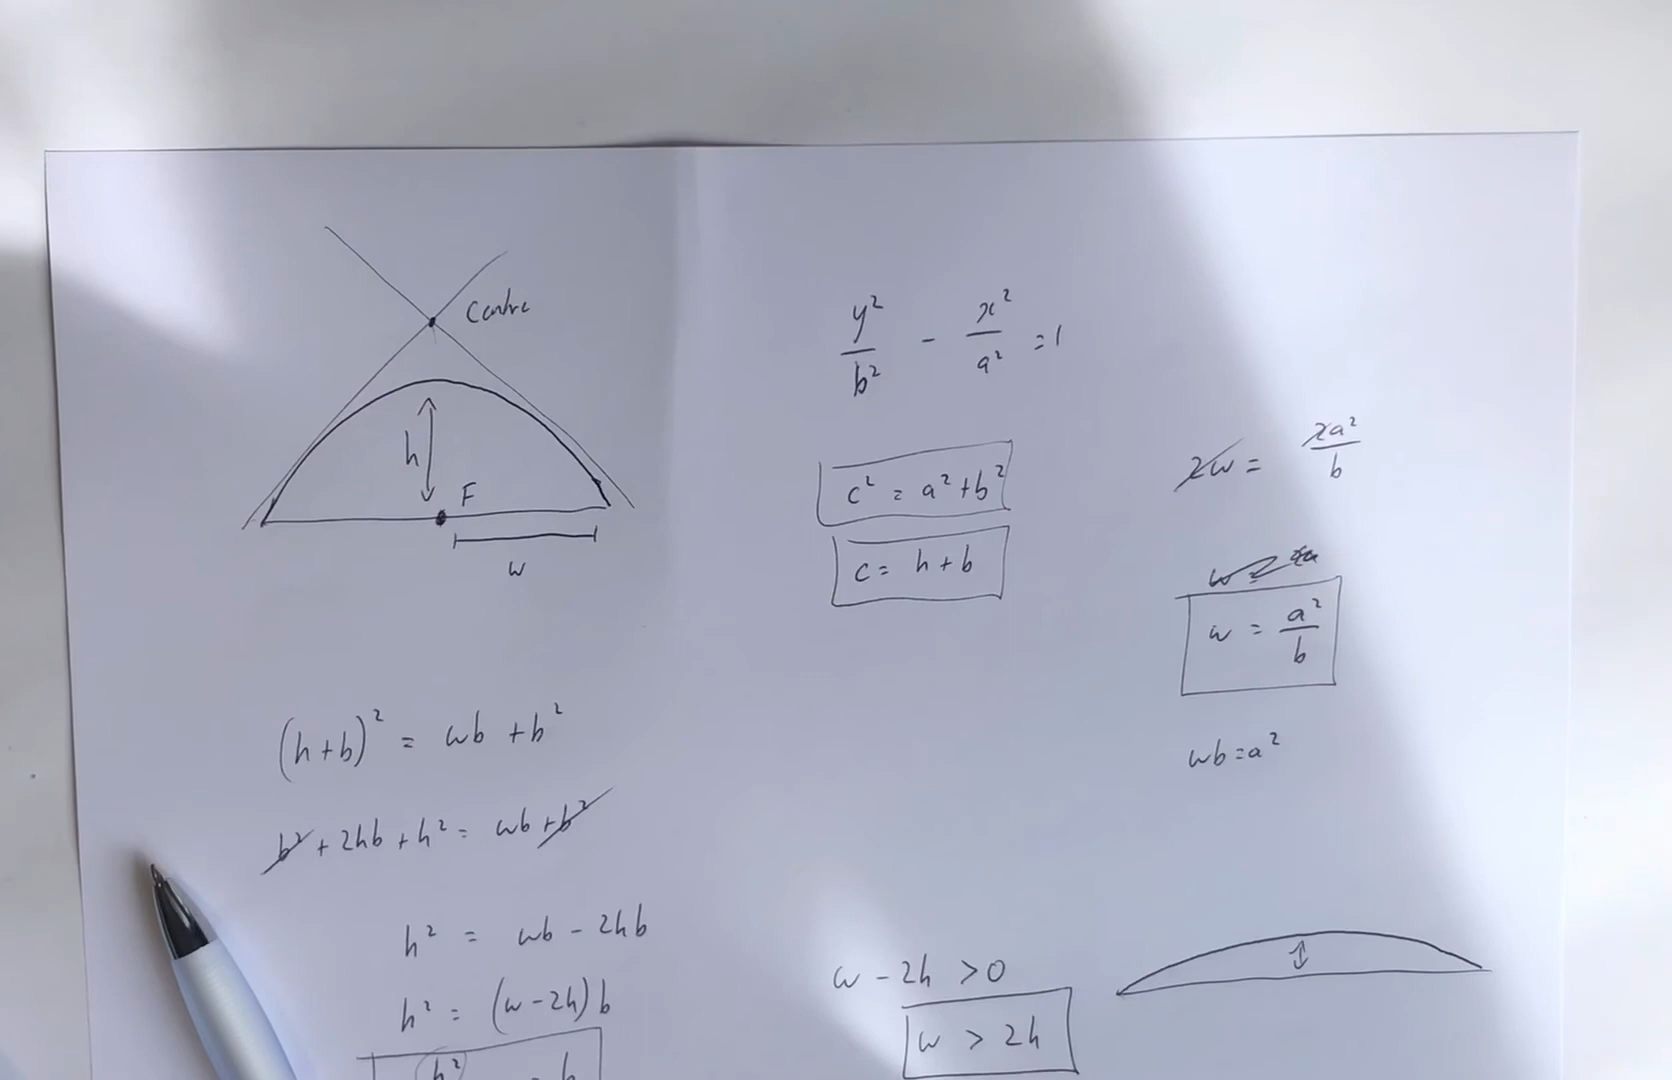 Centre
h
F
w
y²/b² - x²/a² = 1
c² = a² + b²
c = h + b
2w = 2a²/b
w = a²/b
wb = a²
(h+b)² = wb + b²
b² + 2hb + h² = wb + b²
h² = wb - 2hb
h² = (w - 2h) b
h² = b
w - 2h > 0
w > 2h